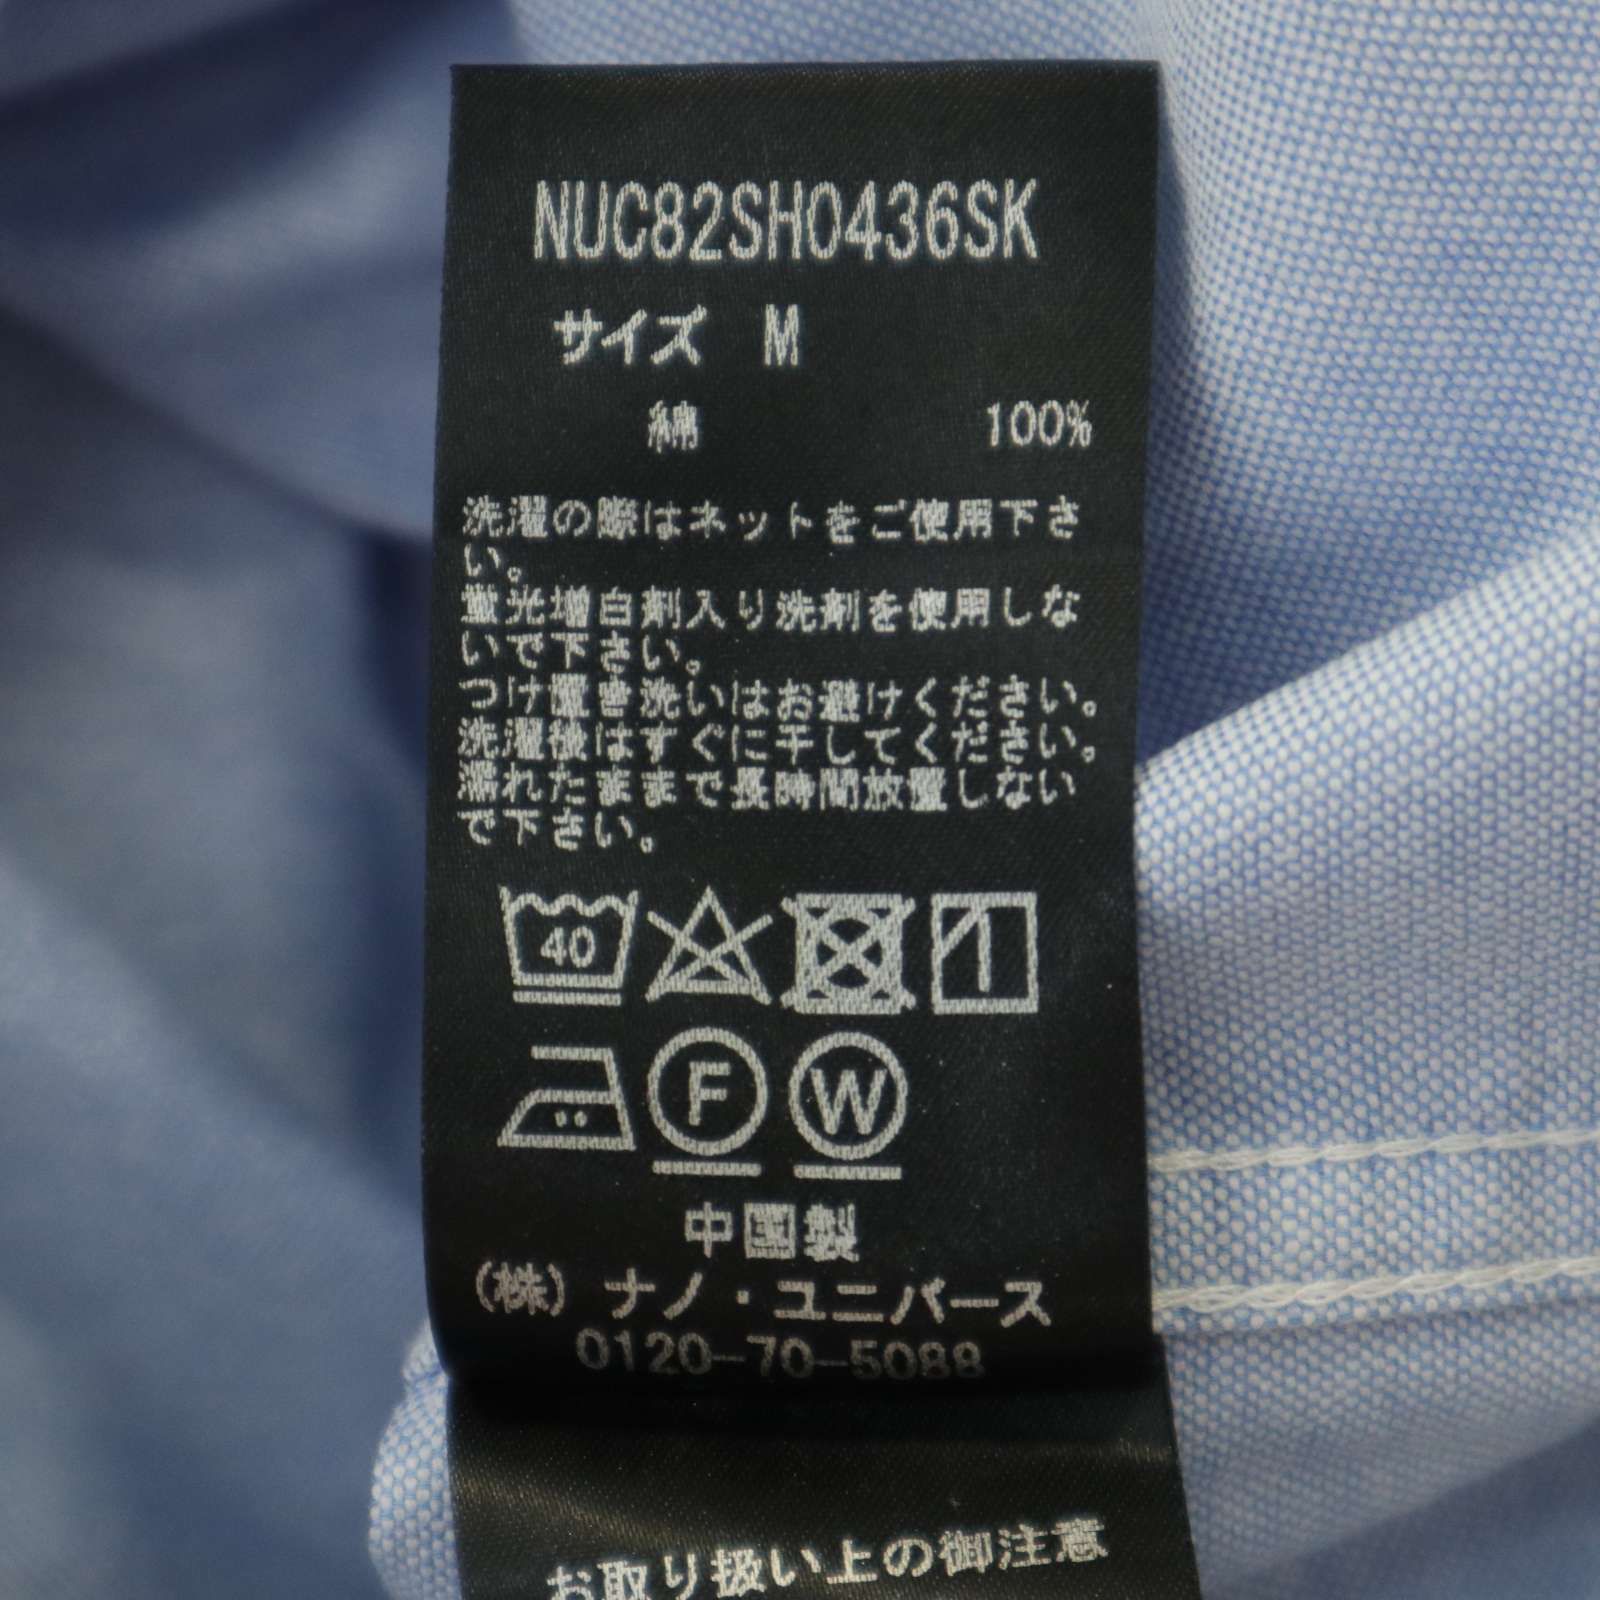 NUC82SH0436SK
サイズ M
綿 100%
洗濯の際はネットをご使用下さ
い。
蛍光増白剤入り洗剤を使用しな
いで下さい。
つけ置き洗いはお避けください。
洗濯後はすぐに干してください。
濡れたままで長時間放置しない
で下さい。
40
F W
中国製
(株)ナノ・ユニバース
0120-70-5088
お取り扱い上の御注意